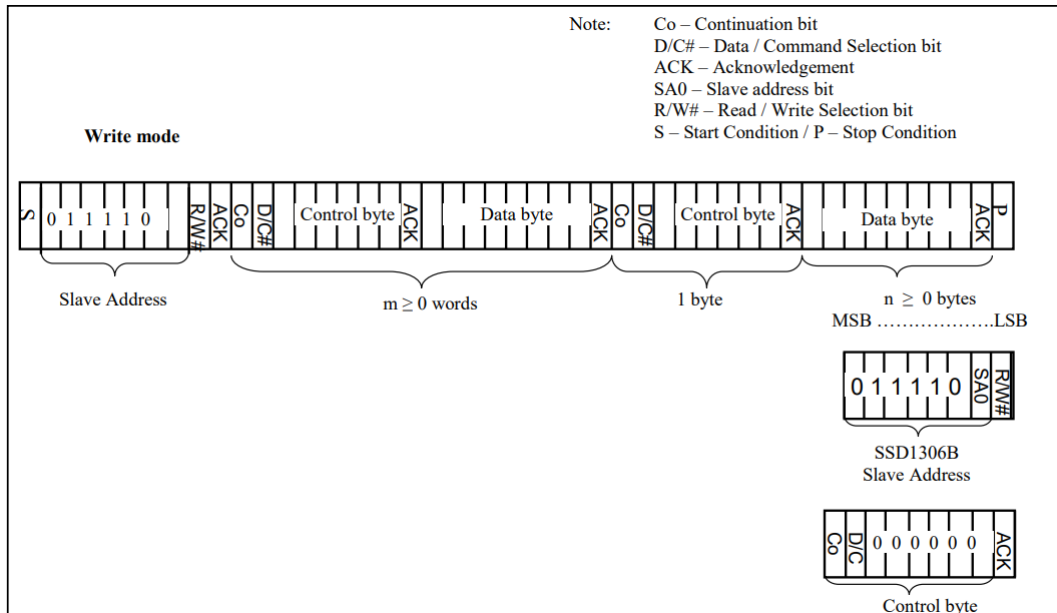 Note: Co – Continuation bit
D/C# – Data / Command Selection bit
ACK – Acknowledgement
SA0 – Slave address bit
R/W# – Read / Write Selection bit
S – Start Condition / P – Stop Condition
Write mode
S 0 1 1 1 1 0 R/W# ACK Co D/C# Control byte ACK Data byte ACK Co D/C# Control byte ACK Data byte ACK P
Slave Address m ≥ 0 words 1 byte n ≥ 0 bytes
MSB ………………….LSB
0 1 1 1 1 0 SA0 R/W#
SSD1306B
Slave Address
Co D/C 0 0 0 0 0 0 ACK
Control byte